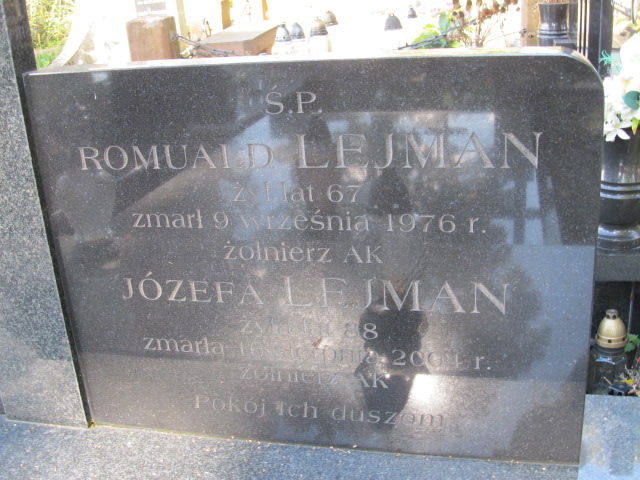 Ś.P.
ROMUALD LEJMAN
żył lat 67
zmarł 9 września 1976 r.
żołnierz AK
JÓZEFA LEJMAN
żyła lat 88
zmarła sierpnia 2004 r.
żołnierz AK
Pokój ich duszom